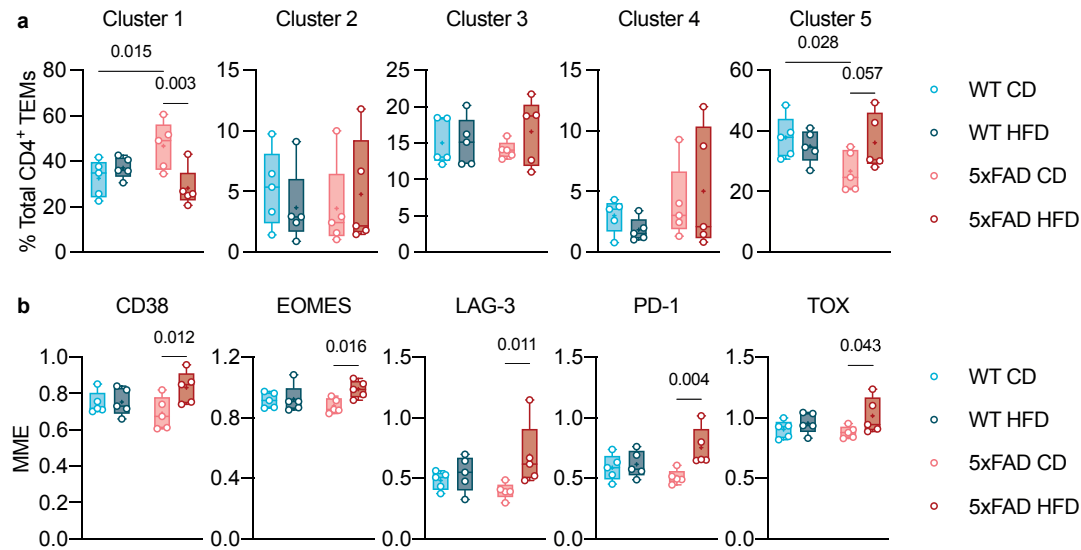 a
Cluster 1
Cluster 2
Cluster 3
Cluster 4
Cluster 5
% Total CD4+ TEMs
80
60
40
20
0
0.015
0.003
15
10
5
0
25
20
15
10
5
0
15
10
5
0
60
40
20
0
0.028
0.057
WT CD
WT HFD
5xFAD CD
5xFAD HFD
b
CD38
EOMES
LAG-3
PD-1
TOX
MME
1.0
0.8
0.6
0.4
0.2
0.0
0.012
1.2
0.8
0.4
0.0
0.016
1.5
1.0
0.5
0.0
0.011
1.5
1.0
0.5
0.0
0.004
1.5
1.0
0.5
0.0
0.043
WT CD
WT HFD
5xFAD CD
5xFAD HFD